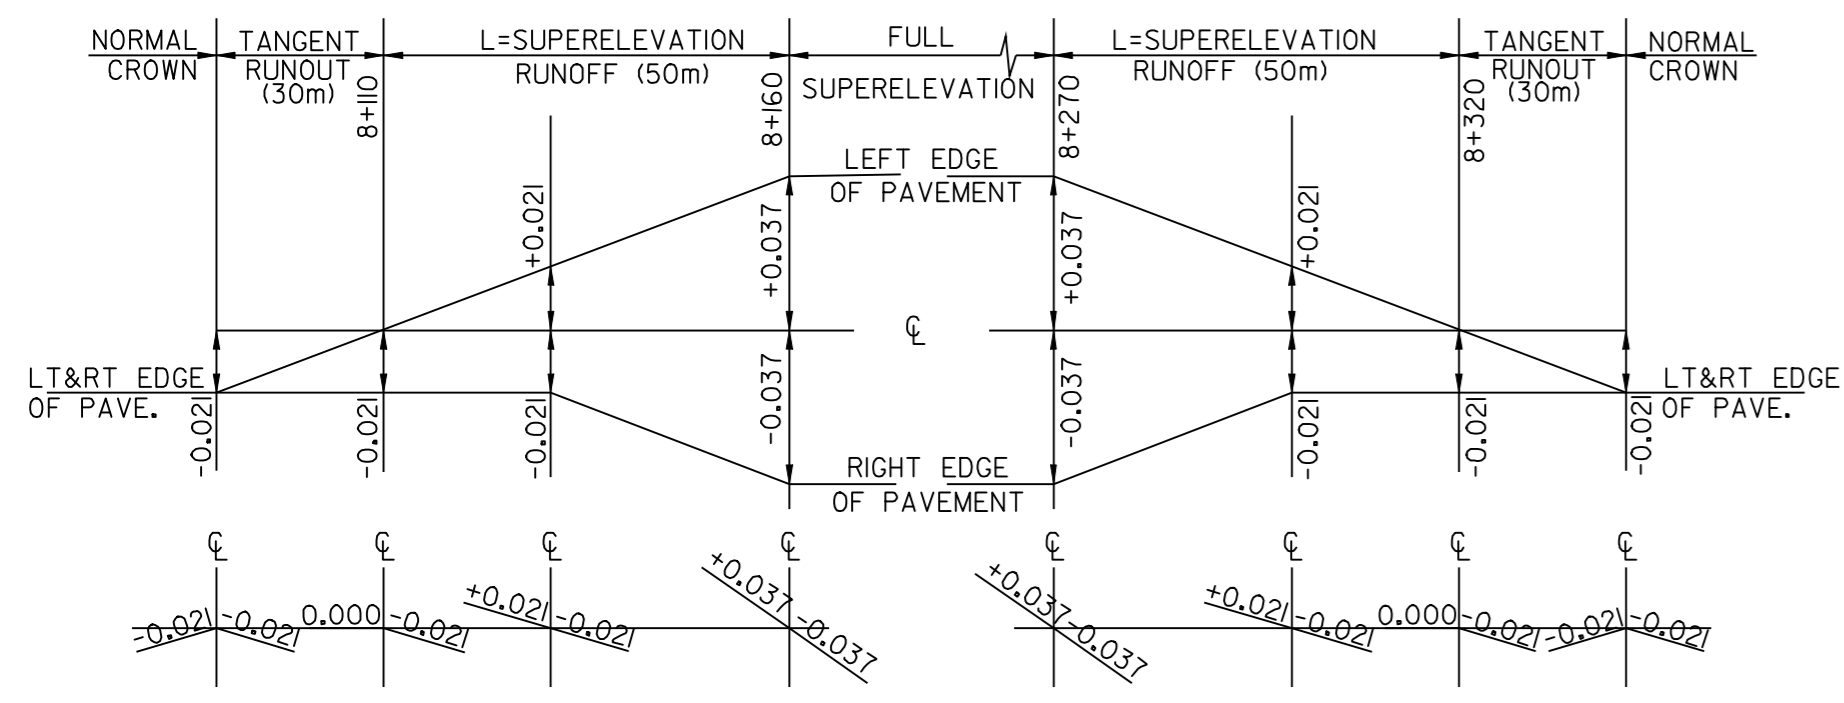 NORMAL
CROWN
TANGENT
RUNOUT
(30m)
8+110
L=SUPERELEVATION
RUNOFF (50m)
8+160
FULL
SUPERELEVATION
8+270
L=SUPERELEVATION
RUNOFF (50m)
8+320
TANGENT
RUNOUT
(30m)
NORMAL
CROWN
LEFT EDGE
OF PAVEMENT
+0.021
+0.037
+0.037
+0.021
℄
LT&RT EDGE
OF PAVE.
-0.021
-0.021
-0.021
-0.037
-0.037
-0.021
-0.021
-0.021
LT&RT EDGE
OF PAVE.
RIGHT EDGE
OF PAVEMENT
℄ ℄ ℄ ℄ ℄ ℄ ℄ ℄
-0.021 -0.021
0.000 -0.021
+0.021 -0.021
+0.037 -0.037
+0.037 -0.037
+0.021 -0.021
0.000 -0.021
-0.021 -0.021